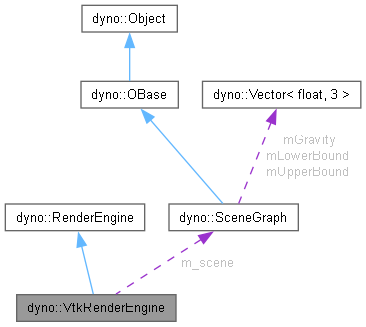 dyno::Object
dyno::OBase
dyno::Vector< float, 3 >
mGravity
mLowerBound
mUpperBound
dyno::RenderEngine
dyno::SceneGraph
m_scene
dyno::VtkRenderEngine